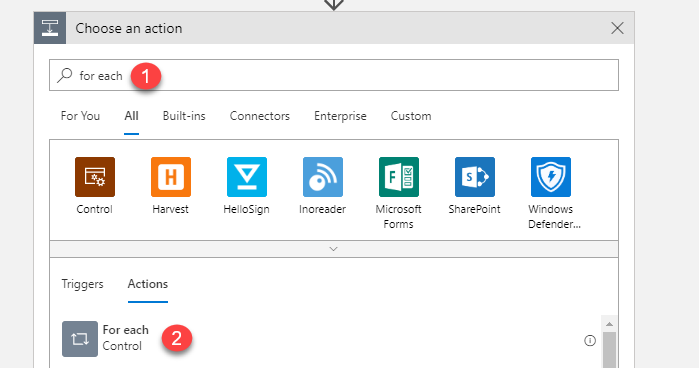 Choose an action
for each 1
For You All Built-ins Connectors Enterprise Custom
H
F
S
Control Harvest HelloSign Inoreader Microsoft Forms SharePoint Windows Defender...
Triggers Actions
For each
Control
2